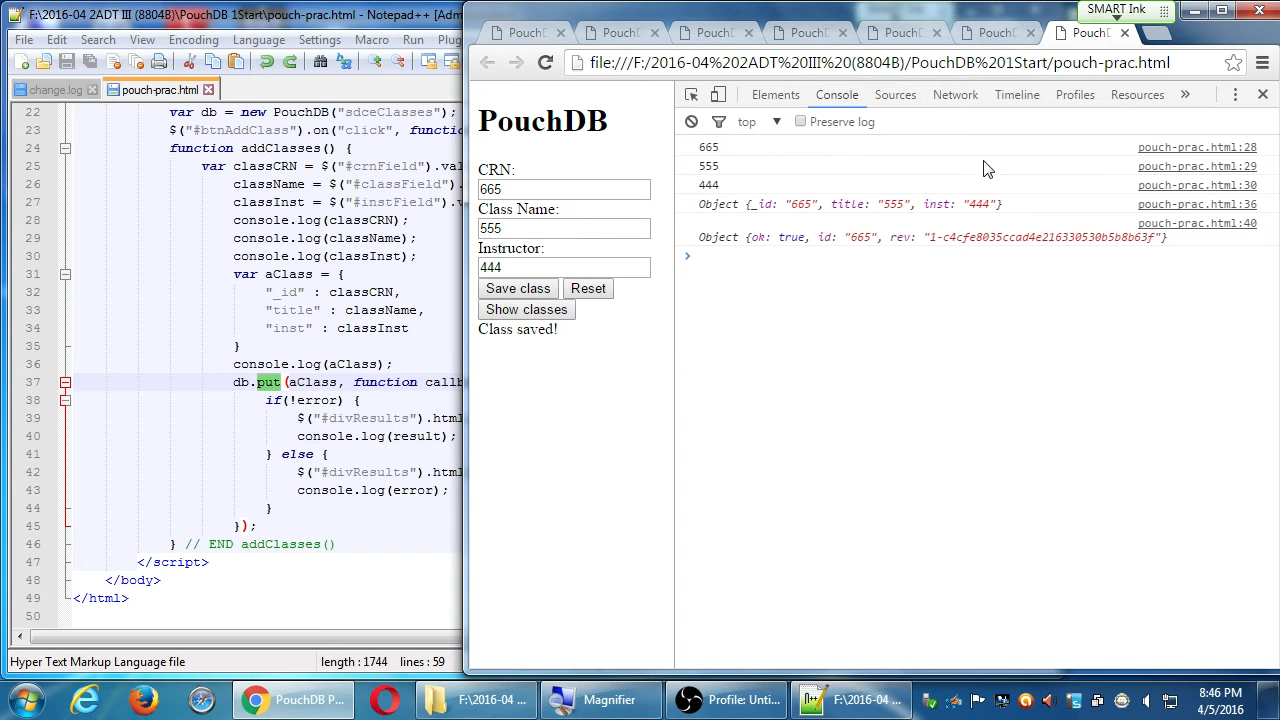 F:\2016-04 2ADT III (8804B)\PouchDB 1Start\pouch-prac.html - Notepad++ [Adm
File Edit Search View Encoding Language Settings Macro Run
change.log
pouch-prac.html
22 var db = new PouchDB("sdceClasses");
23 $("#btnAddClass").on("click", functio
24 function addClasses() {
25 var classCRN = $("#crnField").val
26 className = $("#classField").
27 classInst = $("#instField").v
28 console.log(classCRN);
29 console.log(className);
30 console.log(classInst);
31 var aClass = {
32 "_id" : classCRN,
33 "title" : className,
34 "inst" : classInst
35 }
36 console.log(aClass);
37 db.put(aClass, function callb
38 if(!error) {
39 $("#divResults").html
40 console.log(result);
41 } else {
42 $("#divResults").html
43 console.log(error);
44 }
45 });
46 } // END addClasses()
47 </script>
48 </body>
49 </html>
50
Hyper Text Markup Language file length : 1744 lines : 59
SMART Ink
PouchD PouchD PouchD PouchD PouchD PouchD PouchD
file:///F:/2016-04%202ADT%20III%20(8804B)/PouchDB%201Start/pouch-prac.html
PouchDB
CRN:
665
Class Name:
555
Instructor:
444
Save class Reset
Show classes
Class saved!
Elements Console Sources Network Timeline Profiles Resources »
top Preserve log
665 pouch-prac.html:28
555 pouch-prac.html:29
444 pouch-prac.html:30
Object {_id: "665", title: "555", inst: "444"} pouch-prac.html:36
pouch-prac.html:40
Object {ok: true, id: "665", rev: "1-c4cfe8035ccad4e216330530b5b8b63f"}
PouchDB P...
F:\2016-04 ...
Magnifier
Profile: Unti...
F:\2016-04 ...
8:46 PM
4/5/2016